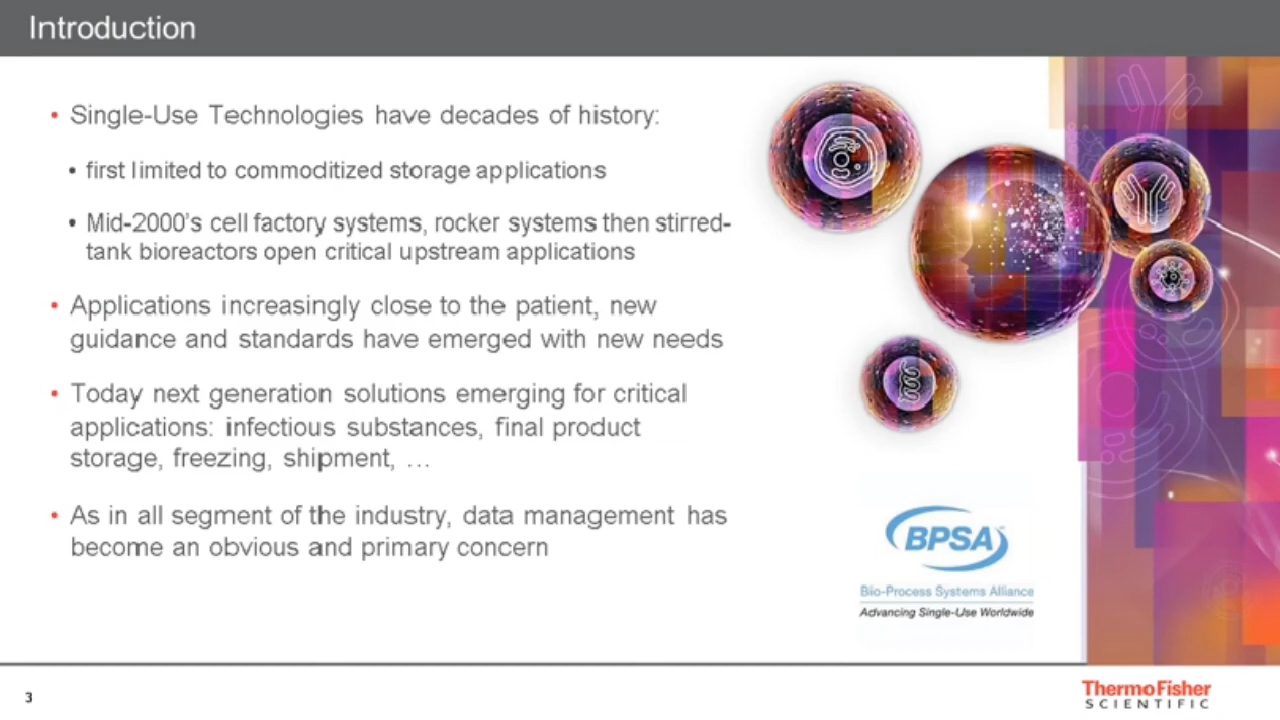 Introduction
• Single-Use Technologies have decades of history:
• first limited to commoditized storage applications
• Mid-2000's cell factory systems, rocker systems then stirred-
tank bioreactors open critical upstream applications
• Applications increasingly close to the patient, new
guidance and standards have emerged with new needs
• Today next generation solutions emerging for critical
applications: infectious substances, final product
storage, freezing, shipment, …
• As in all segment of the industry, data management has
become an obvious and primary concern
BPSA
Bio-Process Systems Alliance
Advancing Single-Use Worldwide
3
ThermoFisher
SCIENTIFIC